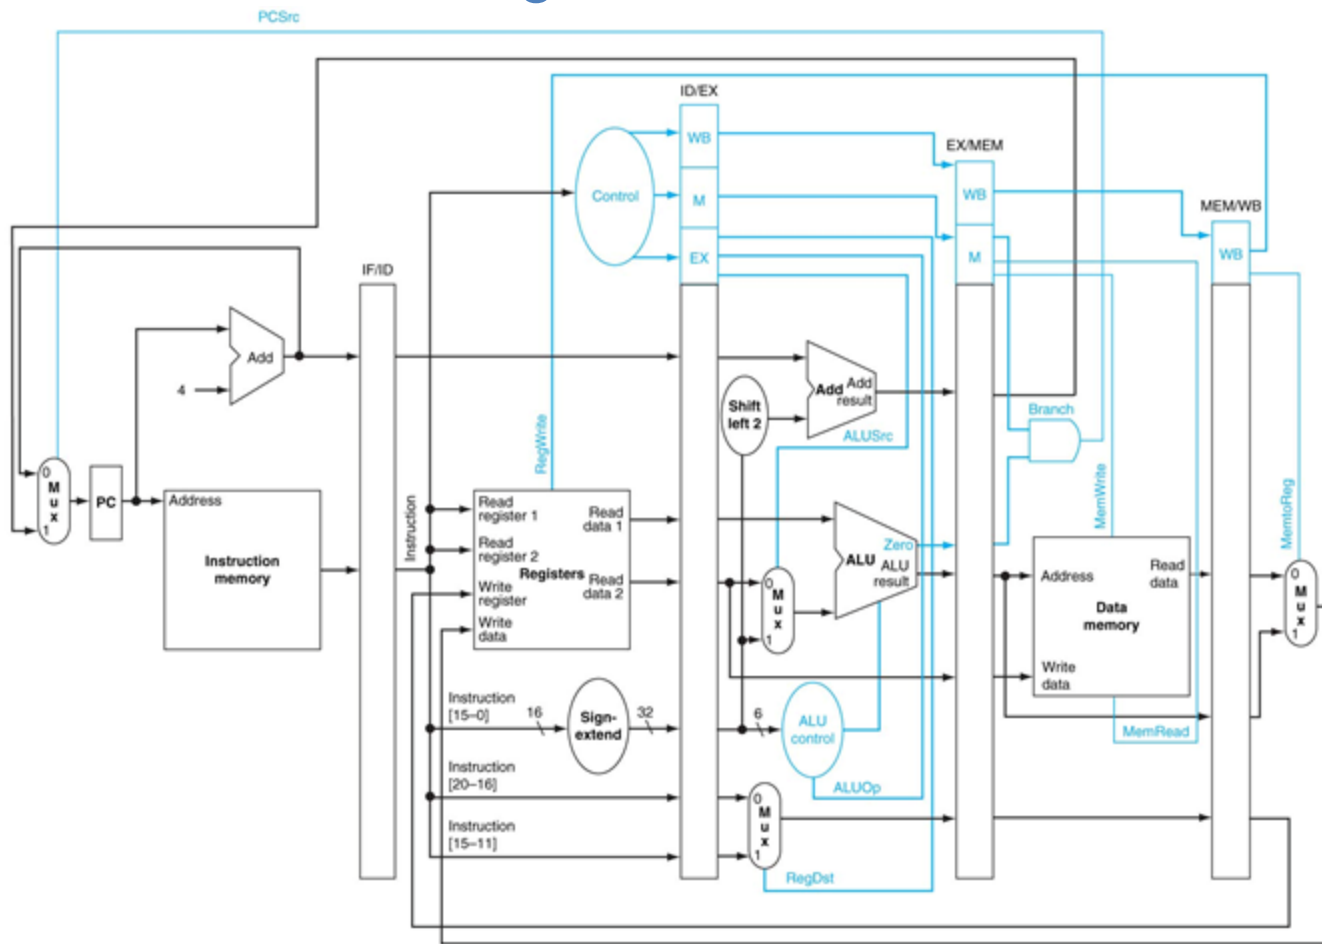 PCSrc
ID/EX
WB
EX/MEM
Control
M
WB
MEM/WB
EX
M
WB
IF/ID
Add
4
Add
Add
result
Shift
left 2
ALUSrc
Branch
RegWrite
MemWrite
MemtoReg
0
M
u
x
1
PC
Address
Instruction
memory
Instruction
Read
register 1
Read
register 2
Write
register
Write
data
Registers
Read
data 1
Read
data 2
0
M
u
x
1
Zero
ALU
ALU
result
Address
Read
data
Data
memory
Write
data
0
M
u
x
1
Instruction
[15–0]
16
Sign-
extend
32
6
ALU
control
MemRead
Instruction
[20–16]
ALUOp
0
M
u
x
1
Instruction
[15–11]
RegDst